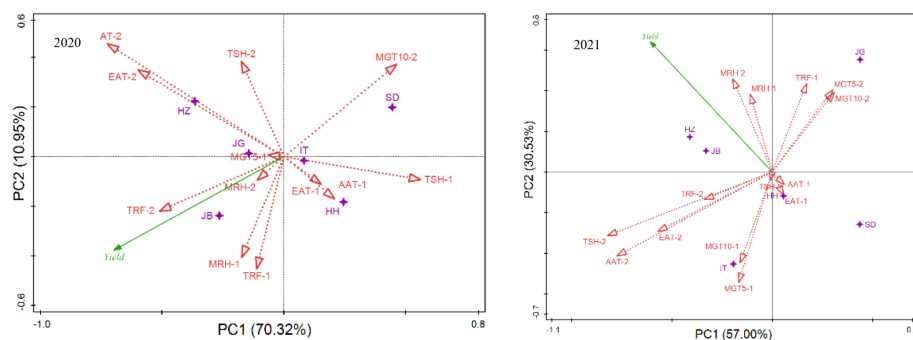 0.6
2020
AT-2
TSH-2
EAT-2
MGT10-2
SD
HZ
JG
IT
MGT5-1
MRH-2
EAT-1
AAT-1
TSH-1
TRF-2
JB
HH
Yield
MRH-1
TRF-1
PC2 (10.95%)
-0.6
-1.0
PC1 (70.32%)
0.8
0.8
2021
Yield
JG
MRH 2
MRH 1
TRF-1
MGT5-2
MGT10-2
HZ
JB
TSH-1
AAT-1
TRF-2
HH
EAT-1
TSH-2
EAT-2
SD
AAT-2
MGT10-1
IT
MGT5-1
PC2 (30.53%)
-0.7
-1.1
PC1 (57.00%)